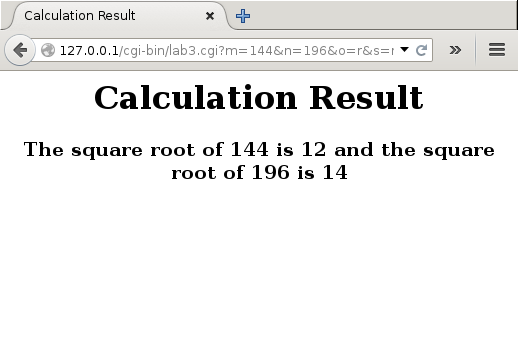 Calculation Result
127.0.0.1/cgi-bin/lab3.cgi?m=144&n=196&o=r&s=r
Calculation Result
The square root of 144 is 12 and the square
root of 196 is 14